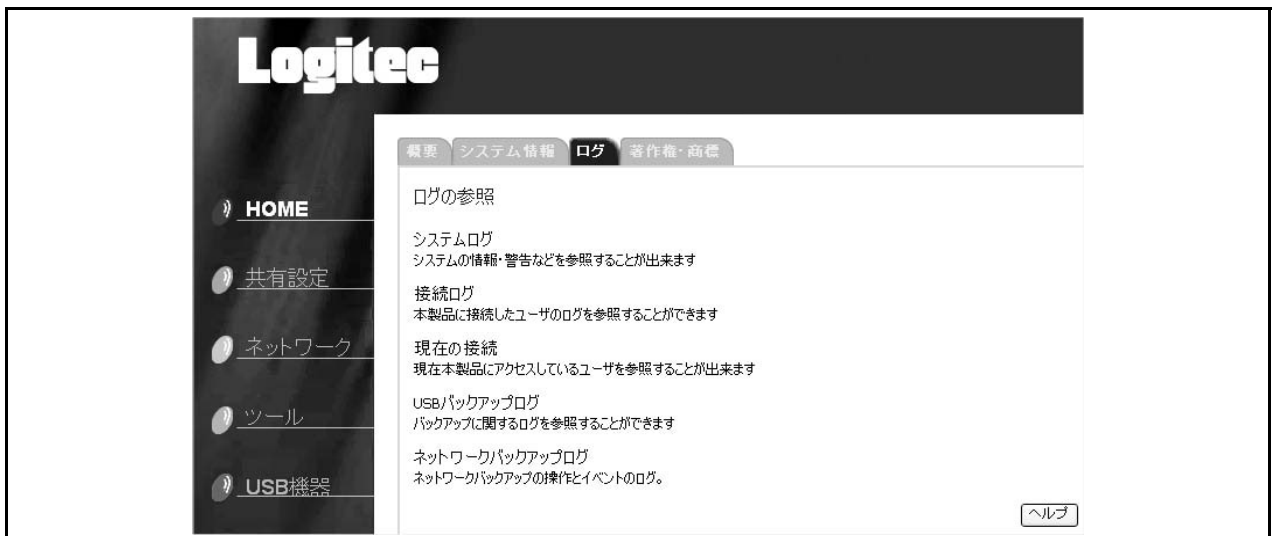 Logitec
概要 システム情報 ログ 著作権・商標
HOME
共有設定
ネットワーク
ツール
USB機器
ログの参照
システムログ
システムの情報・警告などを参照することが出来ます
接続ログ
本製品に接続したユーザのログを参照することができます
現在の接続
現在本製品にアクセスしているユーザを参照することが出来ます
USBバックアップログ
バックアップに関するログを参照することができます
ネットワークバックアップログ
ネットワークバックアップの操作とイベントのログ。
ヘルプ